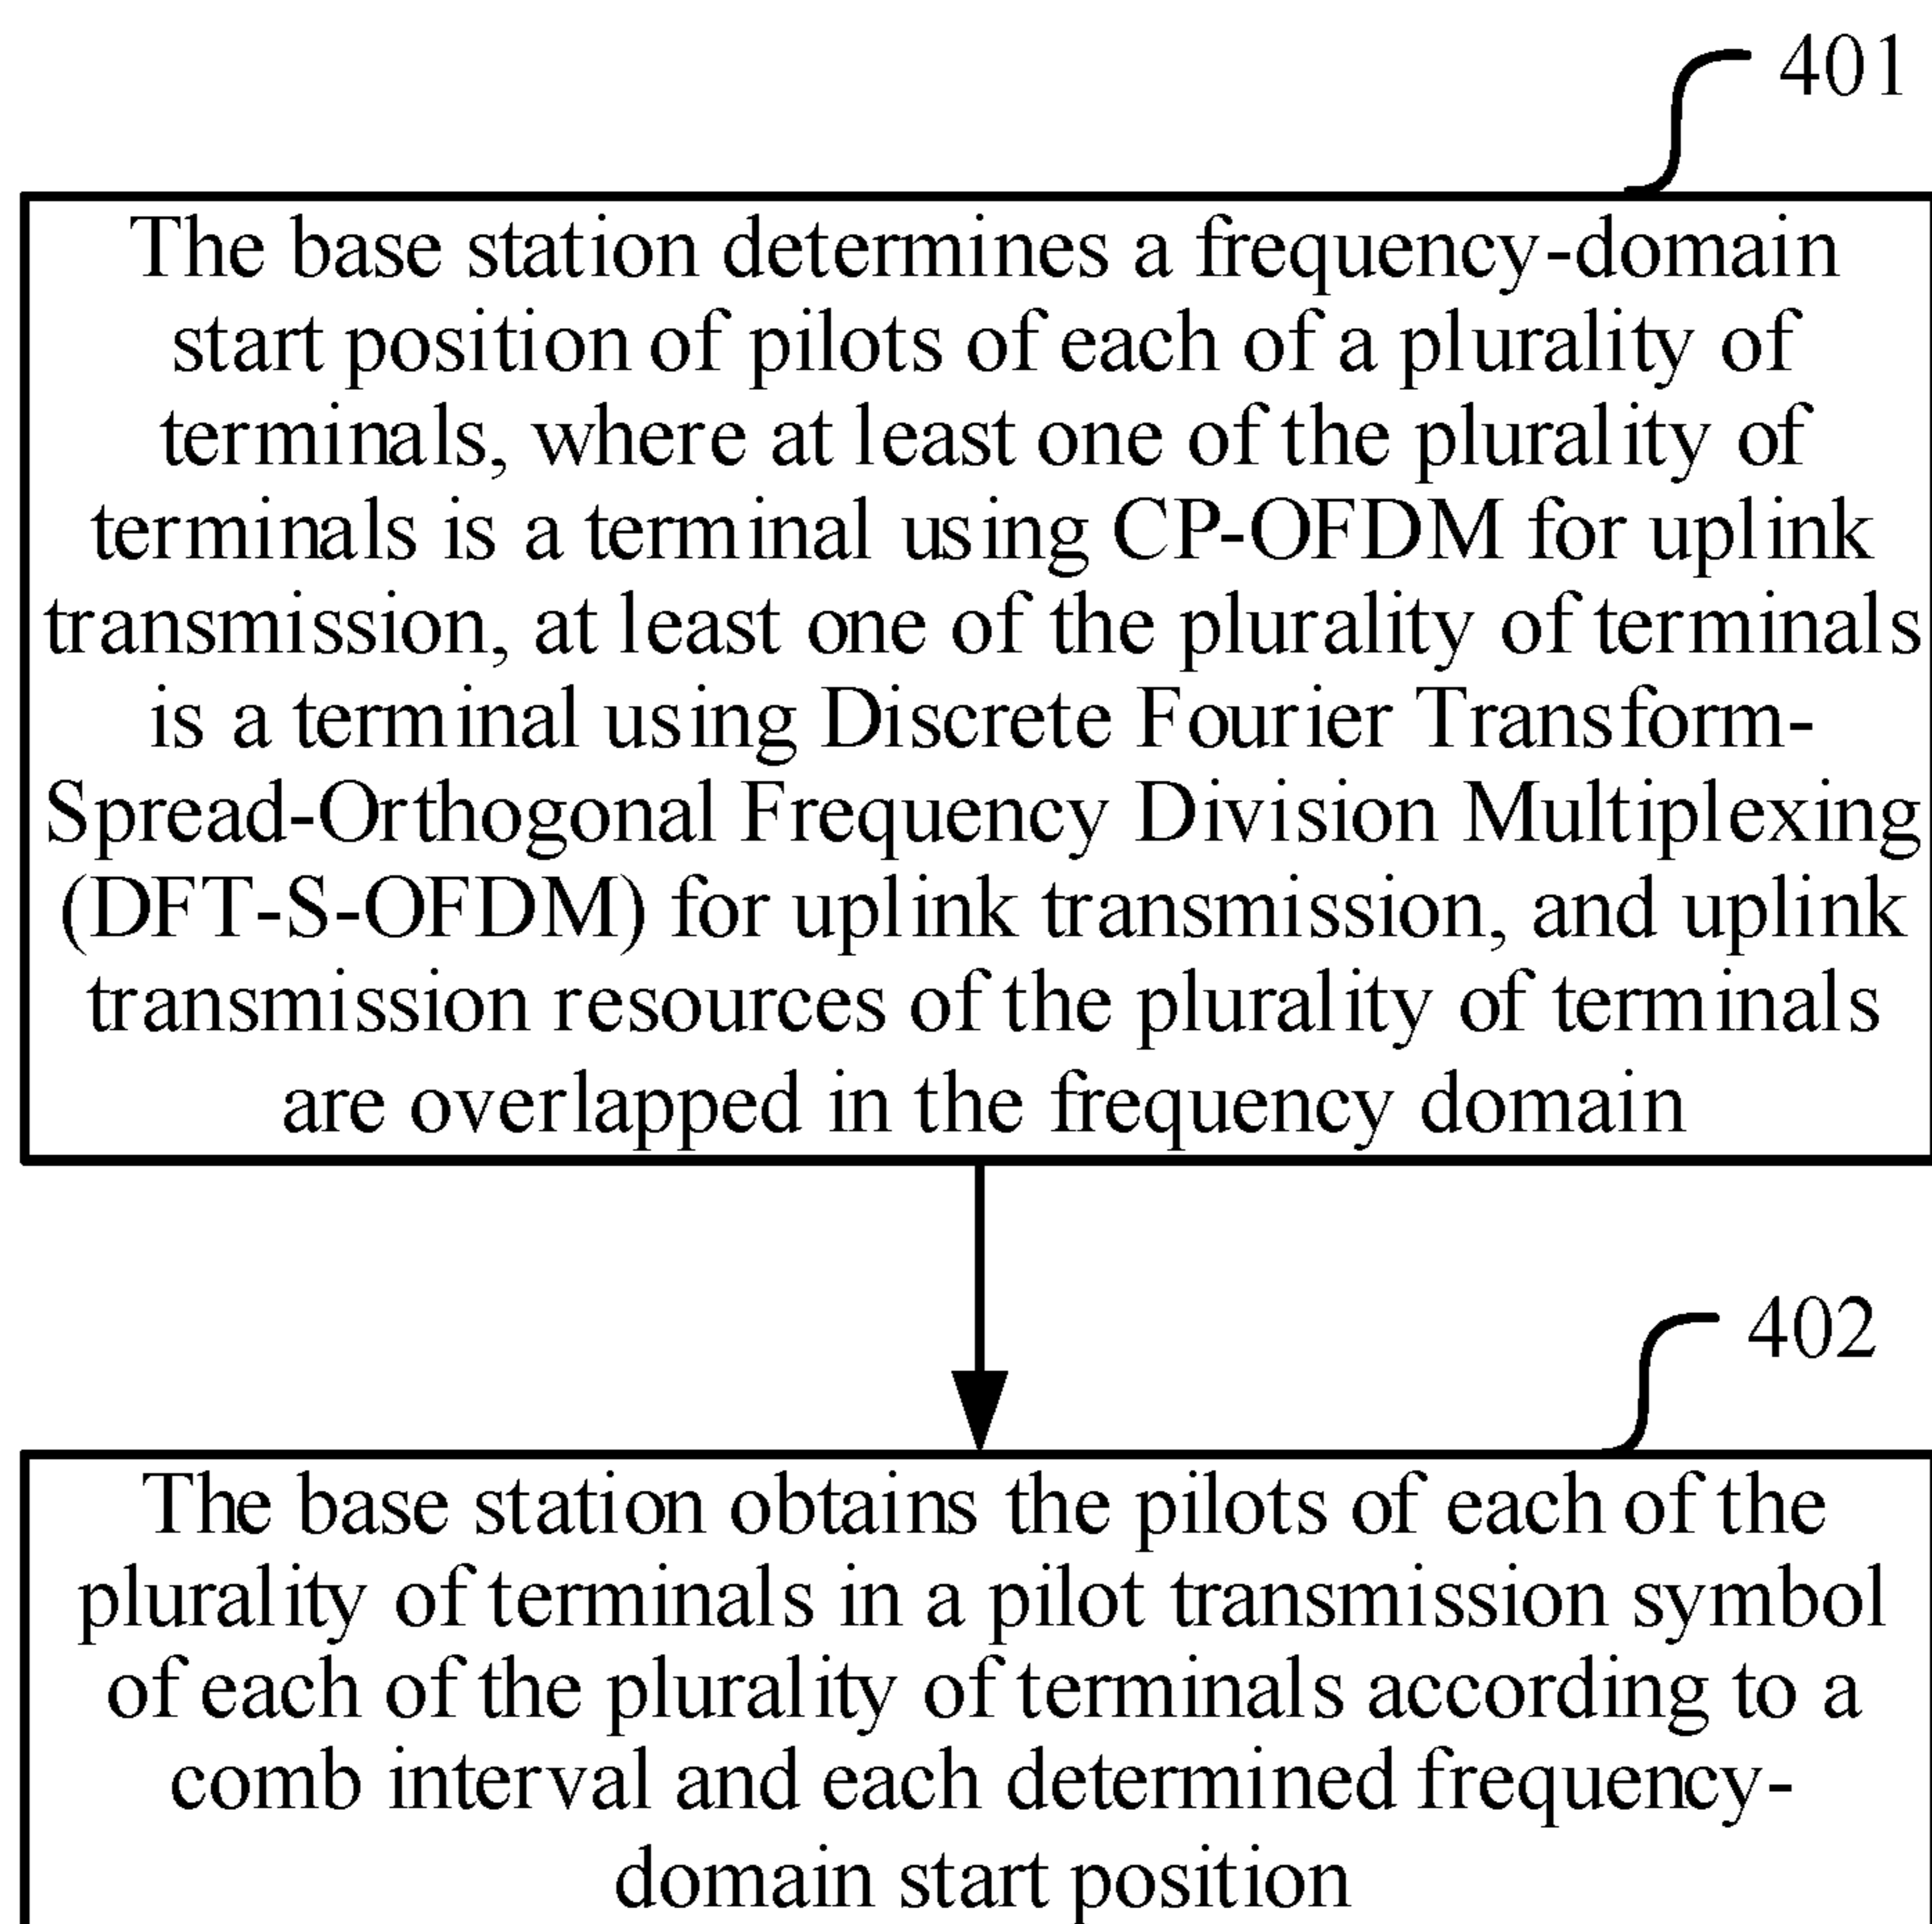 401
The base station determines a frequency-domain
start position of pilots of each of a plurality of
terminals, where at least one of the plurality of
terminals is a terminal using CP-OFDM for uplink
transmission, at least one of the plurality of terminals
is a terminal using Discrete Fourier Transform-
Spread-Orthogonal Frequency Division Multiplexing
(DFT-S-OFDM) for uplink transmission, and uplink
transmission resources of the plurality of terminals
are overlapped in the frequency domain
402
The base station obtains the pilots of each of the
plurality of terminals in a pilot transmission symbol
of each of the plurality of terminals according to a
comb interval and each determined frequency-
domain start position